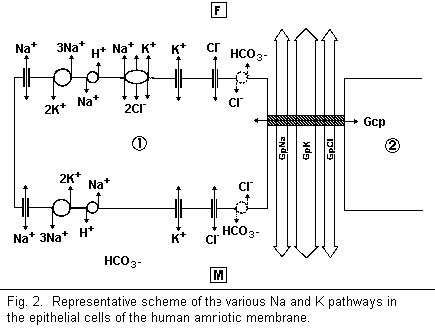 F
Na⁺ 3Na⁺ H⁺ Na⁺ K⁺ K⁺ Cl⁻ HCO₃⁻
2K⁺ Na⁺ 2Cl⁻ Cl⁻
GpNa GpK GpCl Gcp
① ②
2K⁺ Na⁺ Cl⁻
Na⁺ 3Na⁺ H⁺ K⁺ Cl⁻ HCO₃⁻
HCO₃⁻
M
Fig. 2. Representative scheme of the various Na and K pathways in
the epithelial cells of the human amriotic membrane.